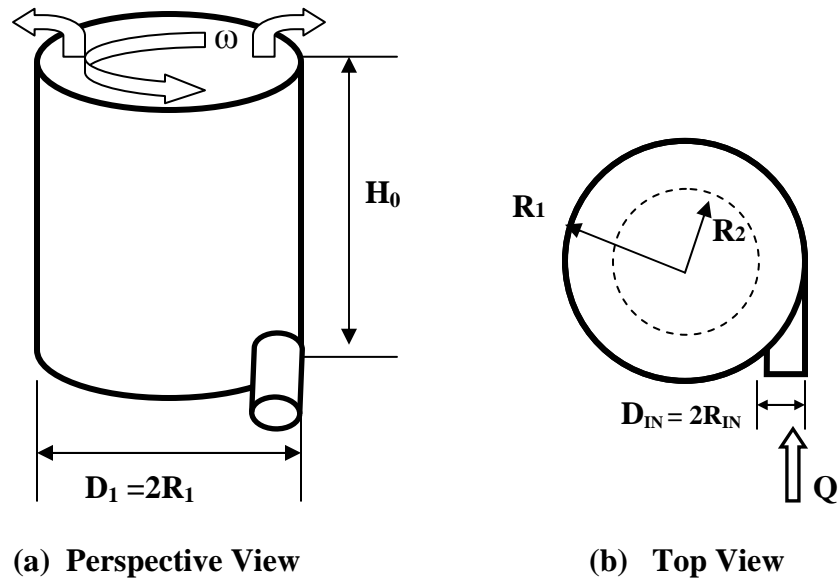 ω
H₀
D₁ =2R₁
(a) Perspective View
R₁
R₂
D_IN = 2R_IN
Q
(b) Top View